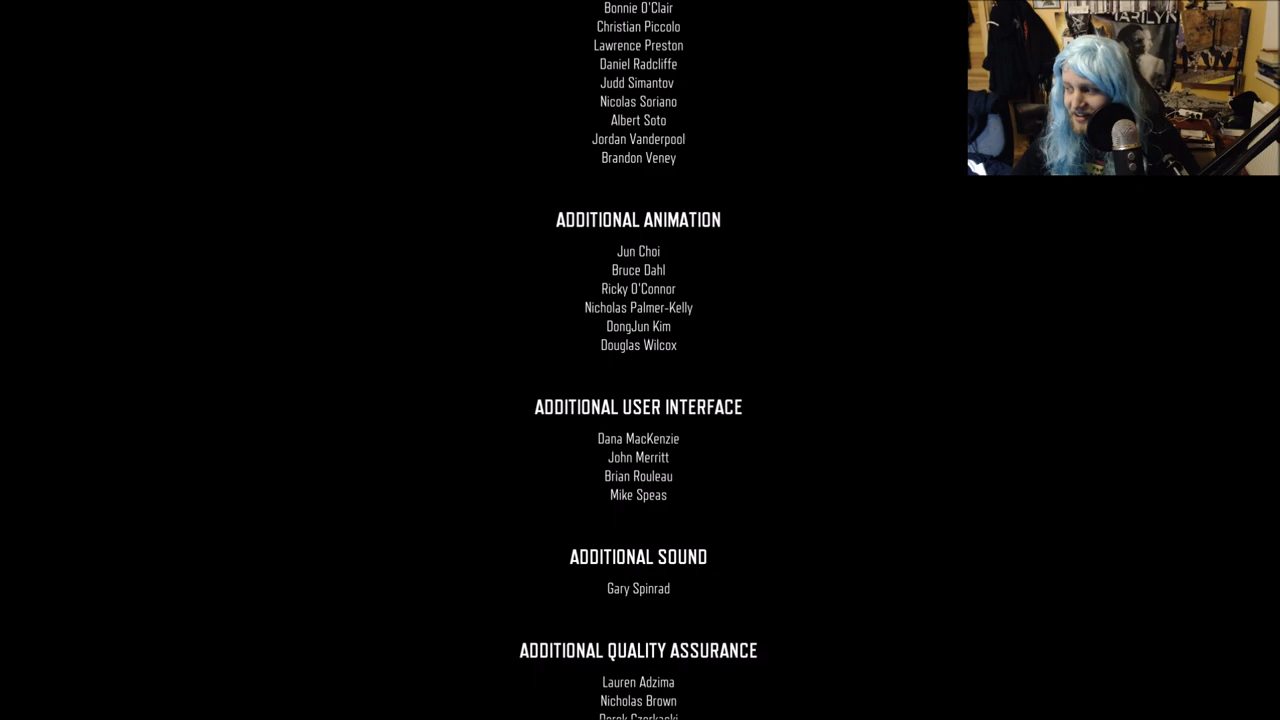 Bonnie O'Clair
Christian Piccolo
Lawrence Preston
Daniel Radcliffe
Judd Simantov
Nicolas Soriano
Albert Soto
Jordan Vanderpool
Brandon Veney
ADDITIONAL ANIMATION
Jun Choi
Bruce Dahl
Ricky O'Connor
Nicholas Palmer-Kelly
DongJun Kim
Douglas Wilcox
ADDITIONAL USER INTERFACE
Dana MacKenzie
John Merritt
Brian Rouleau
Mike Speas
ADDITIONAL SOUND
Gary Spinrad
ADDITIONAL QUALITY ASSURANCE
Lauren Adzima
Nicholas Brown
MARILYN